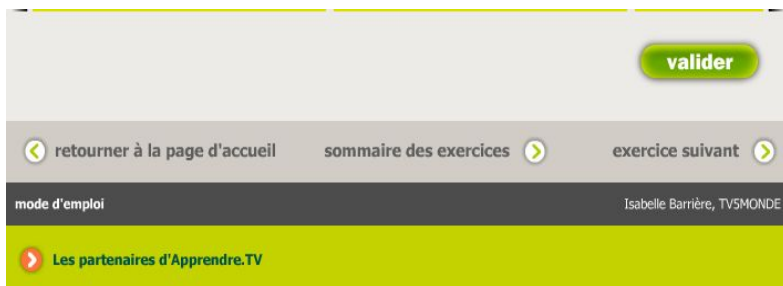 valider
retourner à la page d'accueil sommaire des exercices exercice suivant
mode d'emploi Isabelle Barrière, TV5MONDE
Les partenaires d'Apprendre.TV